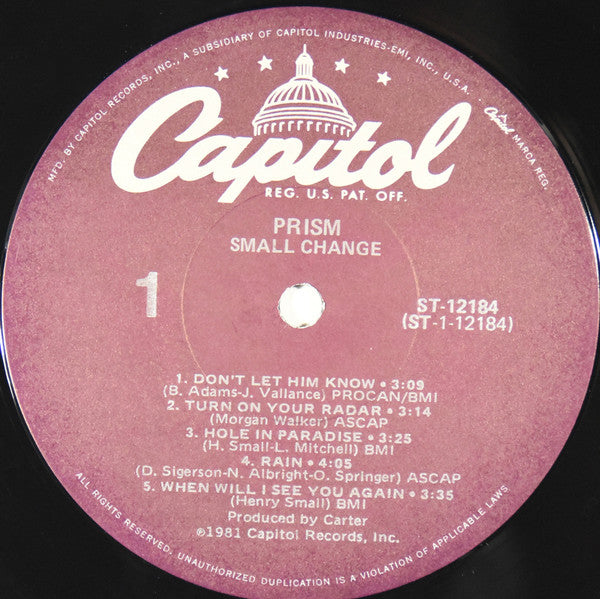 MFD. BY CAPITOL RECORDS, INC., A SUBSIDIARY OF CAPITOL INDUSTRIES-EMI, INC., U.S.A. · Capitol MARCA REG.
Capitol
REG. U.S. PAT. OFF.
PRISM
SMALL CHANGE
1
ST-12184
(ST-1-12184)
1. DON'T LET HIM KNOW • 3:09
(B. Adams-J. Vallance) PROCAN/BMI
2. TURN ON YOUR RADAR • 3:14
(Morgan Walker) ASCAP
3. HOLE IN PARADISE • 3:25
(H. Small-L. Mitchell) BMI
4. RAIN • 4:05
(D. Sigerson-N. Albright-O. Springer) ASCAP
5. WHEN WILL I SEE YOU AGAIN • 3:35
(Henry Small) BMI
Produced by Carter
℗1981 Capitol Records, Inc.
ALL RIGHTS RESERVED. UNAUTHORIZED DUPLICATION IS A VIOLATION OF APPLICABLE LAWS